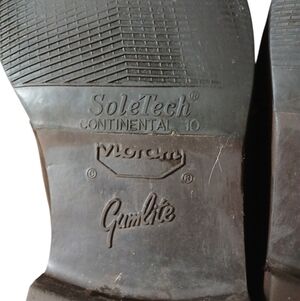 SoleTech®
CONTINENTAL 10
Vibram
© ®
Gumlite